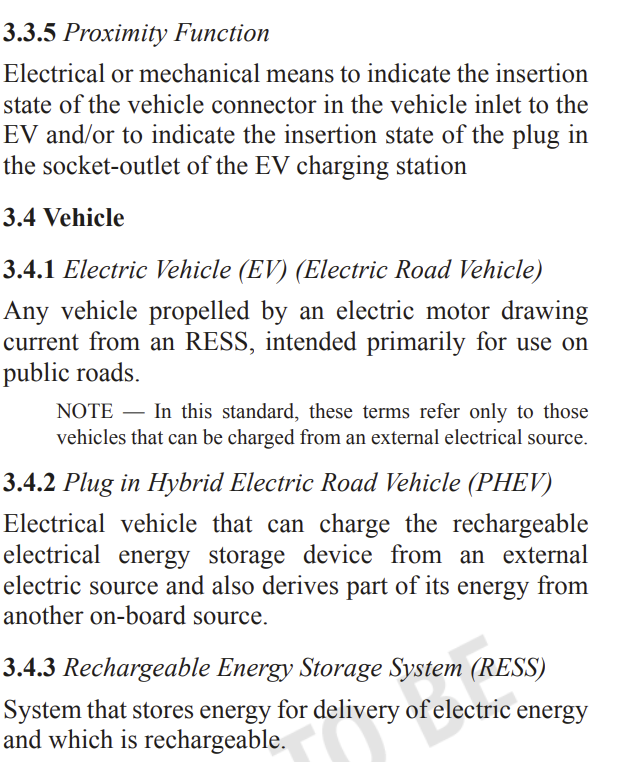 3.3.5 Proximity Function
Electrical or mechanical means to indicate the insertion
state of the vehicle connector in the vehicle inlet to the
EV and/or to indicate the insertion state of the plug in
the socket-outlet of the EV charging station
3.4 Vehicle
3.4.1 Electric Vehicle (EV) (Electric Road Vehicle)
Any vehicle propelled by an electric motor drawing
current from an RESS, intended primarily for use on
public roads.
NOTE — In this standard, these terms refer only to those
vehicles that can be charged from an external electrical source.
3.4.2 Plug in Hybrid Electric Road Vehicle (PHEV)
Electrical vehicle that can charge the rechargeable
electrical energy storage device from an external
electric source and also derives part of its energy from
another on-board source.
3.4.3 Rechargeable Energy Storage System (RESS)
System that stores energy for delivery of electric energy
and which is rechargeable.
TO BE